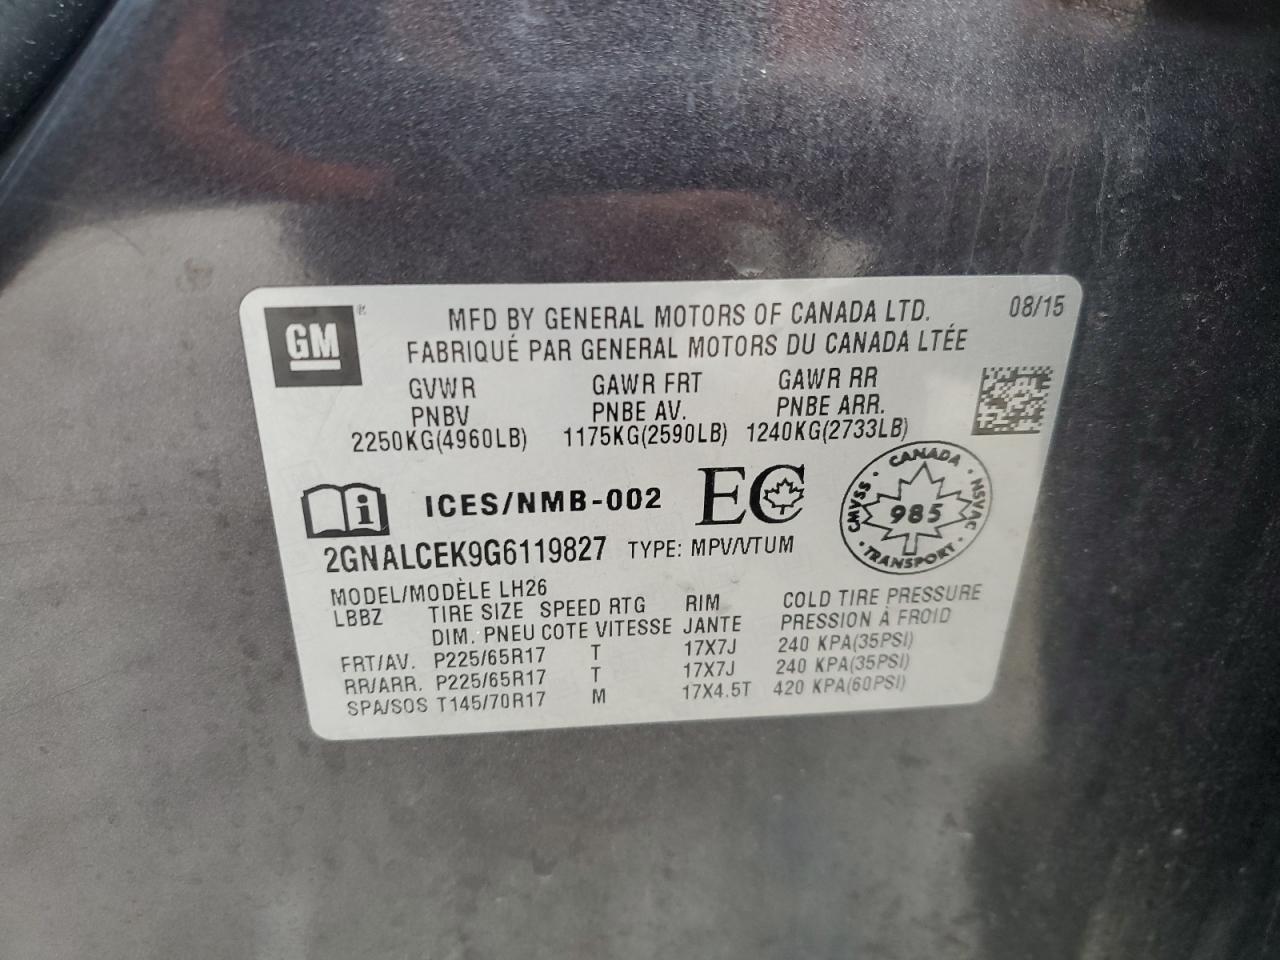 GM
MFD BY GENERAL MOTORS OF CANADA LTD.
08/15
FABRIQUÉ PAR GENERAL MOTORS DU CANADA LTÉE
GVWR GAWR FRT GAWR RR
PNBV PNBE AV. PNBE ARR.
2250KG(4960LB) 1175KG(2590LB) 1240KG(2733LB)
i ICES/NMB-002 EC
CANADA · NSVAC · TRANSPORT · CMVSS ·
985
2GNALCEK9G6119827 TYPE: MPV/VTUM
MODEL/MODÈLE LH26
LBBZ TIRE SIZE SPEED RTG RIM COLD TIRE PRESSURE
DIM. PNEU COTE VITESSE JANTE PRESSION À FROID
FRT/AV. P225/65R17 T 17X7J 240 KPA(35PSI)
RR/ARR. P225/65R17 T 17X7J 240 KPA(35PSI)
SPA/SOS T145/70R17 M 17X4.5T 420 KPA(60PSI)